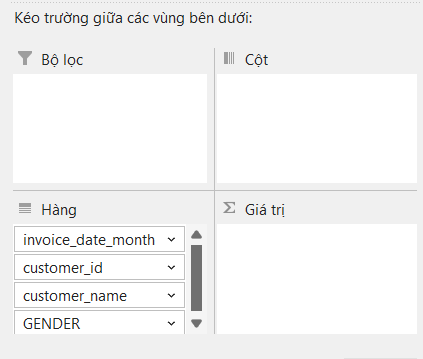 Kéo trường giữa các vùng bên dưới:
Bộ lọc
Cột
Hàng
Giá trị
invoice_date_month
customer_id
customer_name
GENDER